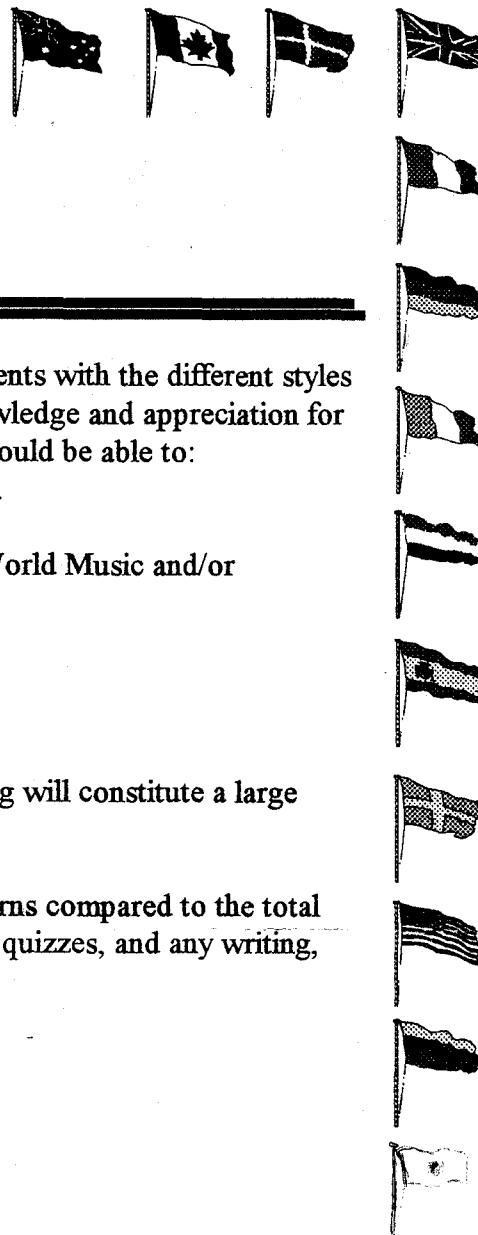 ents with the different styles
wledge and appreciation for
ould be able to:
.
World Music and/or
g will constitute a large
rns compared to the total
quizzes, and any writing,